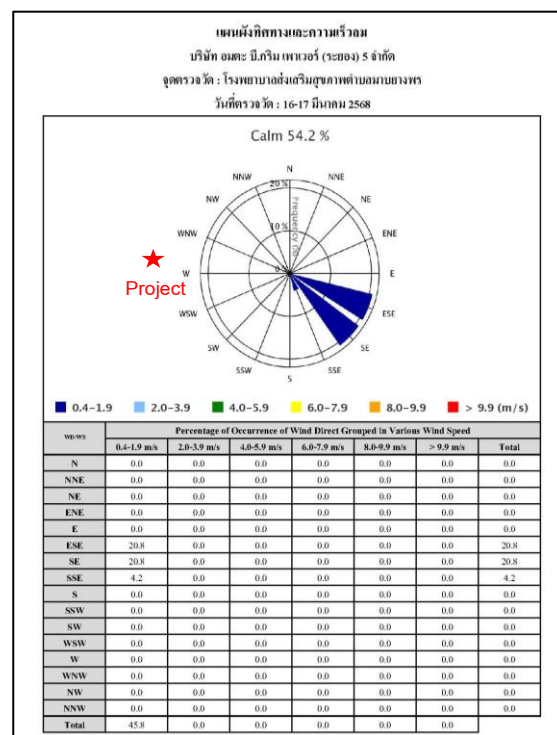 แผนผังทิศทางและความเร็วลม
บริษัท อมตะ บี.กริม เพาเวอร์ (ระยอง) 5 จำกัด
จุดตรวจวัด : โรงพยาบาลส่งเสริมสุขภาพตำบลมาบยางพร
วันที่ตรวจวัด : 16-17 มีนาคม 2568
Calm 54.2 %
N
NNW NNE
20 %
NW NE
Frequency (%)
WNW ENE
10 %
W 0 % E
Project
WSW ESE
SW SE
SSW SSE
S
0.4-1.9 2.0-3.9 4.0-5.9 6.0-7.9 8.0-9.9 > 9.9 (m/s)
WD/WS Percentage of Occurrence of Wind Direct Grouped in Various Wind Speed
0.4-1.9 m/s 2.0-3.9 m/s 4.0-5.9 m/s 6.0-7.9 m/s 8.0-9.9 m/s > 9.9 m/s Total
N 0.0 0.0 0.0 0.0 0.0 0.0 0.0
NNE 0.0 0.0 0.0 0.0 0.0 0.0 0.0
NE 0.0 0.0 0.0 0.0 0.0 0.0 0.0
ENE 0.0 0.0 0.0 0.0 0.0 0.0 0.0
E 0.0 0.0 0.0 0.0 0.0 0.0 0.0
ESE 20.8 0.0 0.0 0.0 0.0 0.0 20.8
SE 20.8 0.0 0.0 0.0 0.0 0.0 20.8
SSE 4.2 0.0 0.0 0.0 0.0 0.0 4.2
S 0.0 0.0 0.0 0.0 0.0 0.0 0.0
SSW 0.0 0.0 0.0 0.0 0.0 0.0 0.0
SW 0.0 0.0 0.0 0.0 0.0 0.0 0.0
WSW 0.0 0.0 0.0 0.0 0.0 0.0 0.0
W 0.0 0.0 0.0 0.0 0.0 0.0 0.0
WNW 0.0 0.0 0.0 0.0 0.0 0.0 0.0
NW 0.0 0.0 0.0 0.0 0.0 0.0 0.0
NNW 0.0 0.0 0.0 0.0 0.0 0.0 0.0
Total 45.8 0.0 0.0 0.0 0.0 0.0